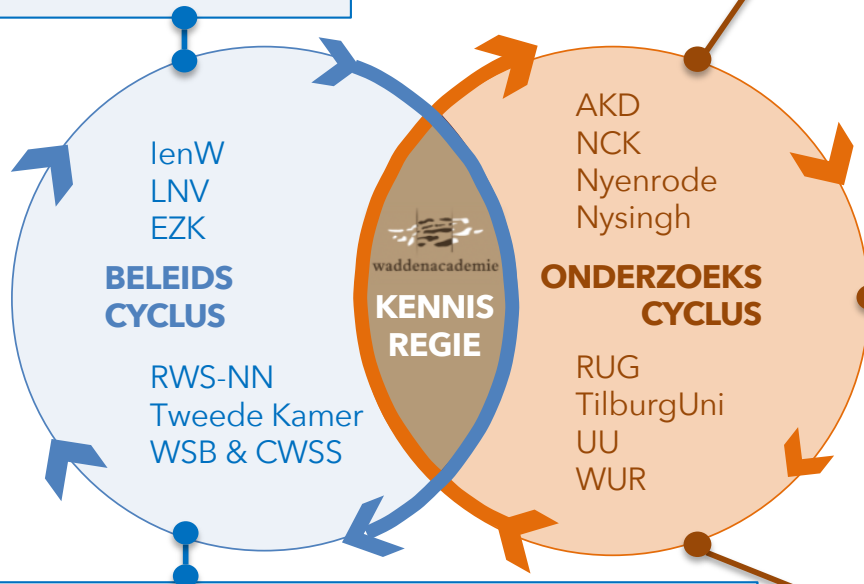 IenW
LNV
EZK
BELEIDS
CYCLUS
RWS-NN
Tweede Kamer
WSB & CWSS
waddenacademie
KENNIS
REGIE
AKD
NCK
Nyenrode
Nysingh
ONDERZOEKS
CYCLUS
RUG
TilburgUni
UU
WUR